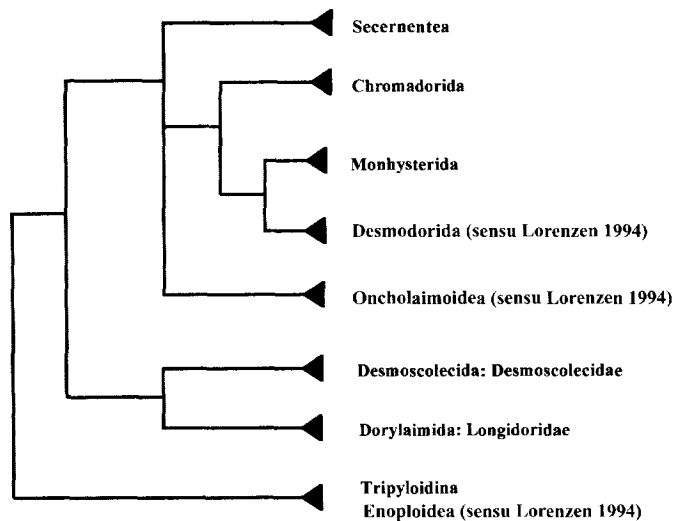 Secernentea
Chromadorida
Monhysterida
Desmodorida (sensu Lorenzen 1994)
Oncholaimoidea (sensu Lorenzen 1994)
Desmoscolecida: Desmoscolecidae
Dorylaimida: Longidoridae
Tripyloidina
Enoploidea (sensu Lorenzen 1994)